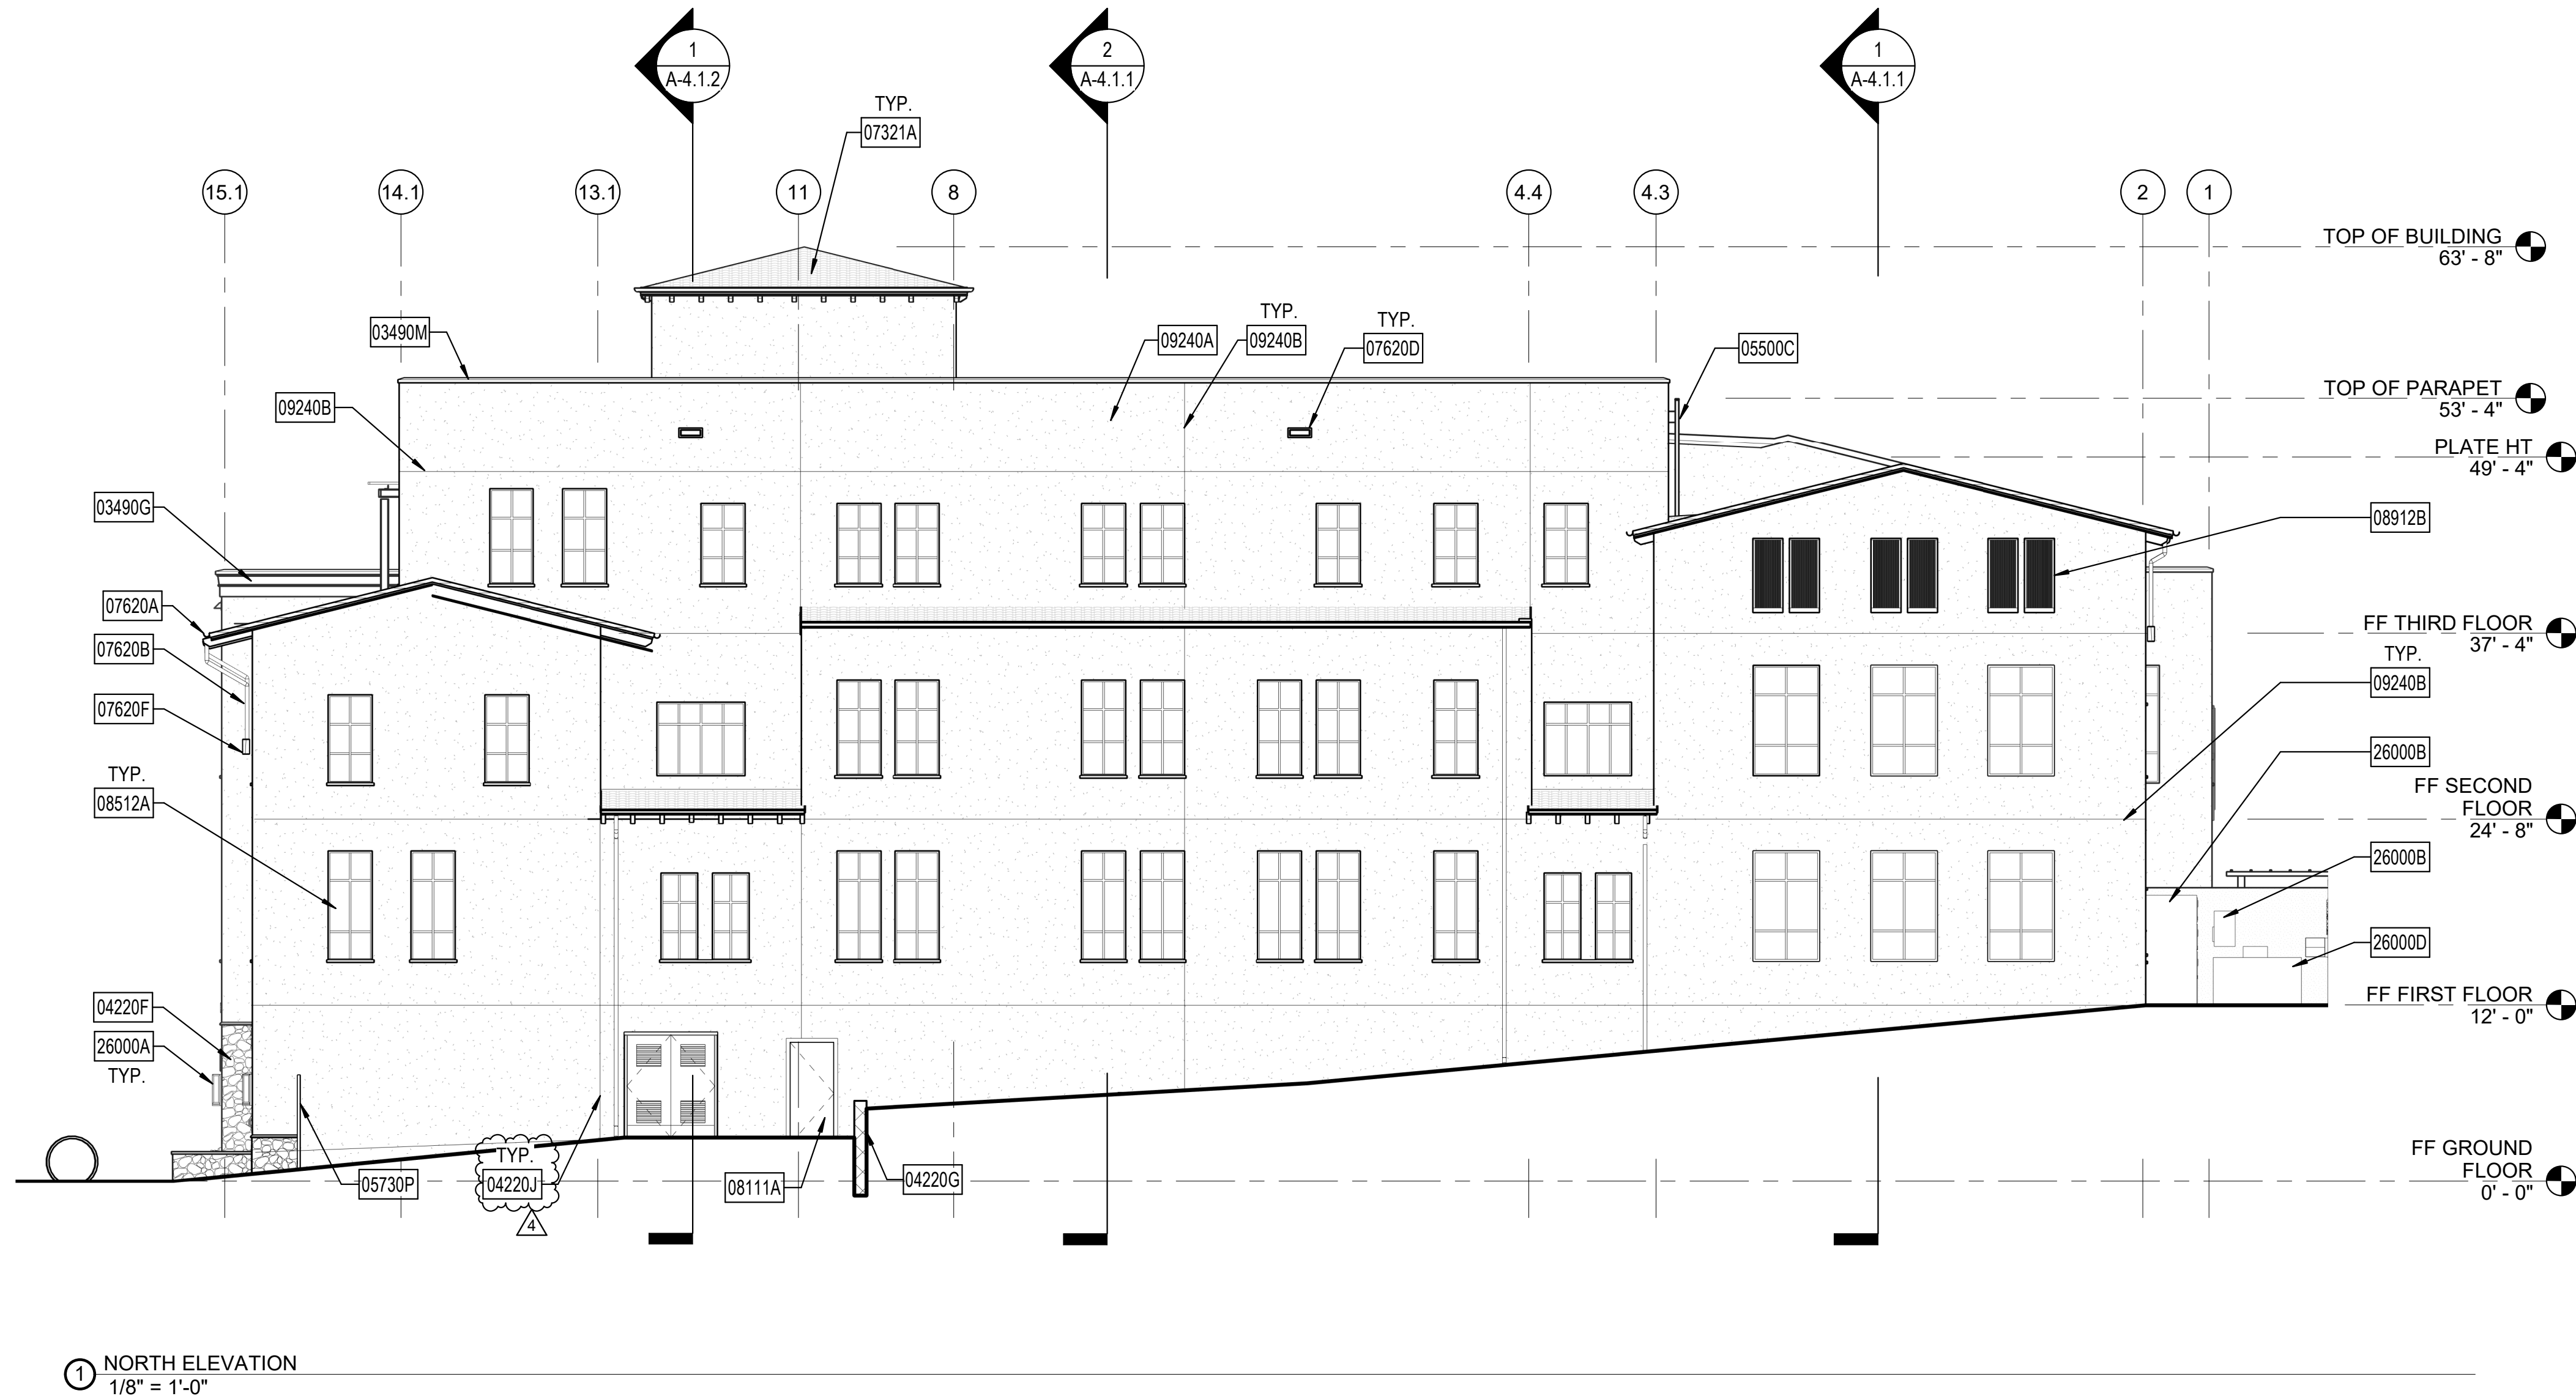 1
A-4.1.2
2
A-4.1.1
1
A-4.1.1
TYP.
07321A
15.1
14.1
13.1
11
8
4.4
4.3
2
1
TOP OF BUILDING
63' - 8"
03490M
09240A
TYP.
09240B
TYP.
07620D
05500C
TOP OF PARAPET
53' - 4"
09240B
PLATE HT
49' - 4"
03490G
08912B
07620A
FF THIRD FLOOR
37' - 4"
07620B
TYP.
09240B
07620F
26000B
TYP.
08512A
FF SECOND
FLOOR
24' - 8"
26000B
26000D
04220F
FF FIRST FLOOR
12' - 0"
26000A
TYP.
05730P
TYP.
04220J
4
08111A
04220G
FF GROUND
FLOOR
0' - 0"
1
NORTH ELEVATION
1/8" = 1'-0"